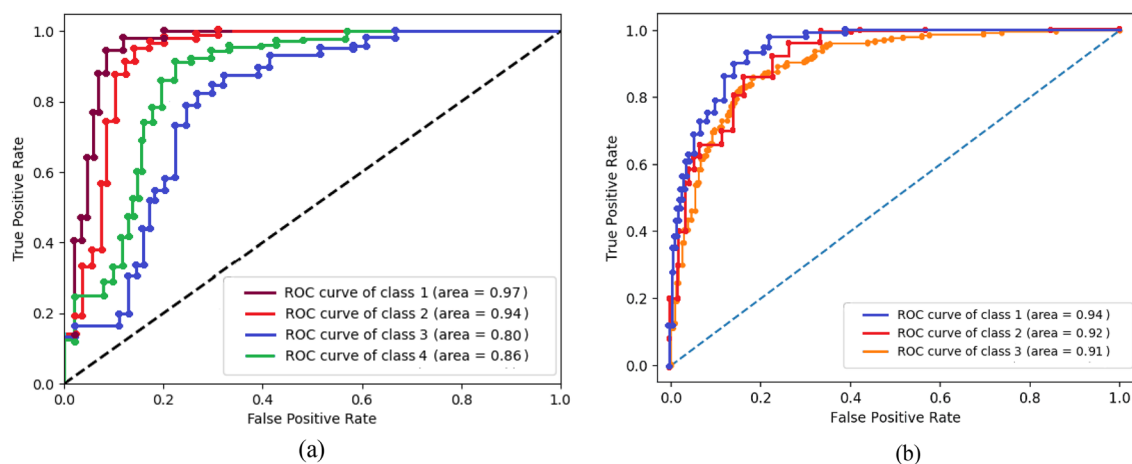 1.0
0.8
0.6
0.4
0.2
0.0
True Positive Rate
ROC curve of class 1 (area = 0.97)
ROC curve of class 2 (area = 0.94)
ROC curve of class 3 (area = 0.80)
ROC curve of class 4 (area = 0.86)
0.0 0.2 0.4 0.6 0.8 1.0
False Positive Rate
(a)
1.0
0.8
0.6
0.4
0.2
0.0
True Positive Rate
ROC curve of class 1 (area = 0.94)
ROC curve of class 2 (area = 0.92)
ROC curve of class 3 (area = 0.91)
0.0 0.2 0.4 0.6 0.8 1.0
False Positive Rate
(b)